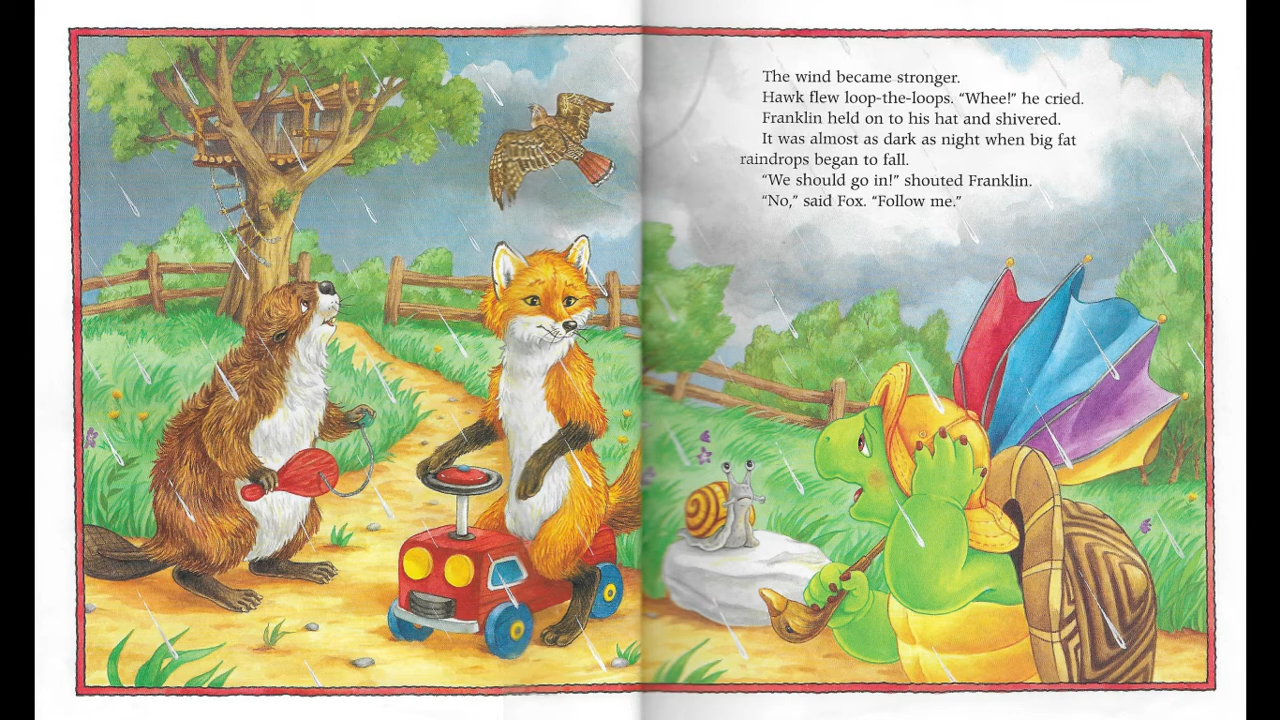 The wind became stronger.
Hawk flew loop-the-loops. “Whee!” he cried.
Franklin held on to his hat and shivered.
It was almost as dark as night when big fat
raindrops began to fall.
“We should go in!” shouted Franklin.
“No,” said Fox. “Follow me.”